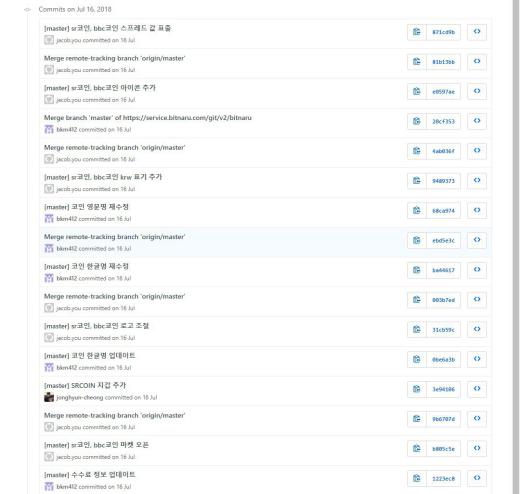 Commits on Jul 16, 2018
[master] sr코인, bbc코인 스프레드 값 표출
jacob.you committed on 16 Jul
871cd9b
Merge remote-tracking branch 'origin/master'
jacob.you committed on 16 Jul
81b13bb
[master] sr코인, bbc코인 아이콘 추가
jacob.you committed on 16 Jul
e0597ae
Merge branch 'master' of https://service.bitnaru.com/git/v2/bitnaru
bkm412 committed on 16 Jul
20cf353
Merge remote-tracking branch 'origin/master'
jacob.you committed on 16 Jul
4ab036f
[master] sr코인, bbc코인 krw 표기 추가
jacob.you committed on 16 Jul
9489373
[master] 코인 영문명 재수정
bkm412 committed on 16 Jul
68ca974
Merge remote-tracking branch 'origin/master'
bkm412 committed on 16 Jul
ebd5e3c
[master] 코인 한글명 재수정
bkm412 committed on 16 Jul
ba44617
Merge remote-tracking branch 'origin/master'
jacob.you committed on 16 Jul
003b7ed
[master] sr코인, bbc코인 로고 조절
jacob.you committed on 16 Jul
31cb59c
[master] 코인 한글명 업데이트
bkm412 committed on 16 Jul
0be6a3b
[master] SRCOIN 지갑 추가
jonghyun-cheong committed on 16 Jul
3e94106
Merge remote-tracking branch 'origin/master'
jacob.you committed on 16 Jul
9b6707d
[master] sr코인, bbc코인 마켓 오픈
jacob.you committed on 16 Jul
b805c5e
[master] 수수료 정보 업데이트
bkm412 committed on 16 Jul
1223ec8